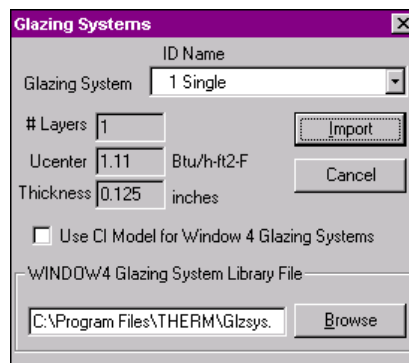 Glazing Systems
ID Name
Glazing System 1 Single
# Layers 1
Import
Ucenter 1.11 Btu/h-ft2-F
Cancel
Thickness 0.125 inches
Use CI Model for Window 4 Glazing Systems
WINDOW4 Glazing System Library File
C:\Program Files\THERM\Glzsys. Browse